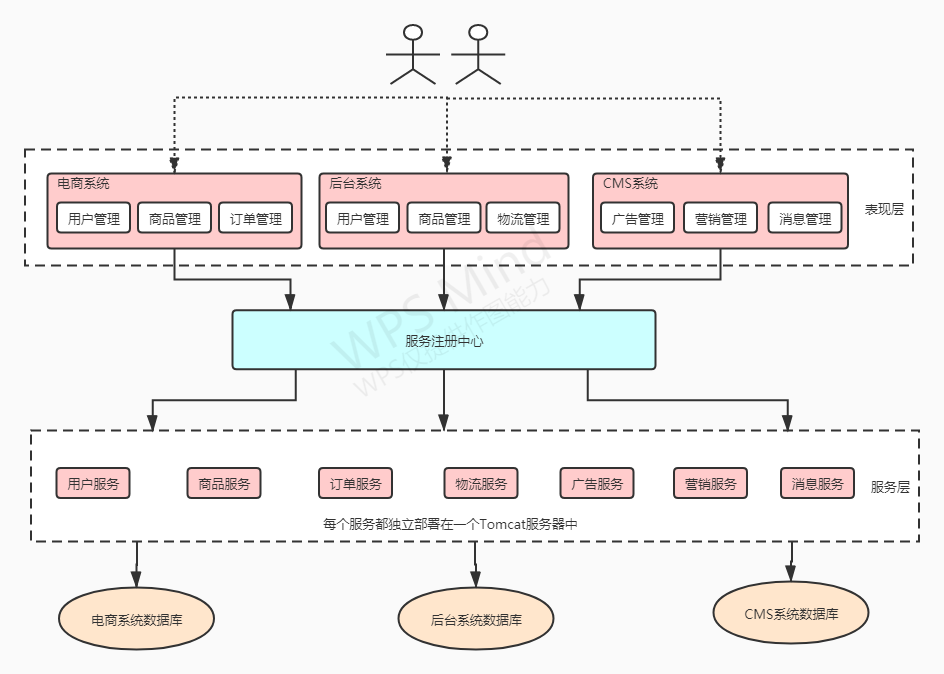 电商系统
用户管理
商品管理
订单管理
后台系统
用户管理
商品管理
物流管理
CMS系统
广告管理
营销管理
消息管理
表现层
服务注册中心
WPS Mind
WPS仅提供作图能力
用户服务
商品服务
订单服务
物流服务
广告服务
营销服务
消息服务
服务层
每个服务都独立部署在一个Tomcat服务器中
电商系统数据库
后台系统数据库
CMS系统数据库